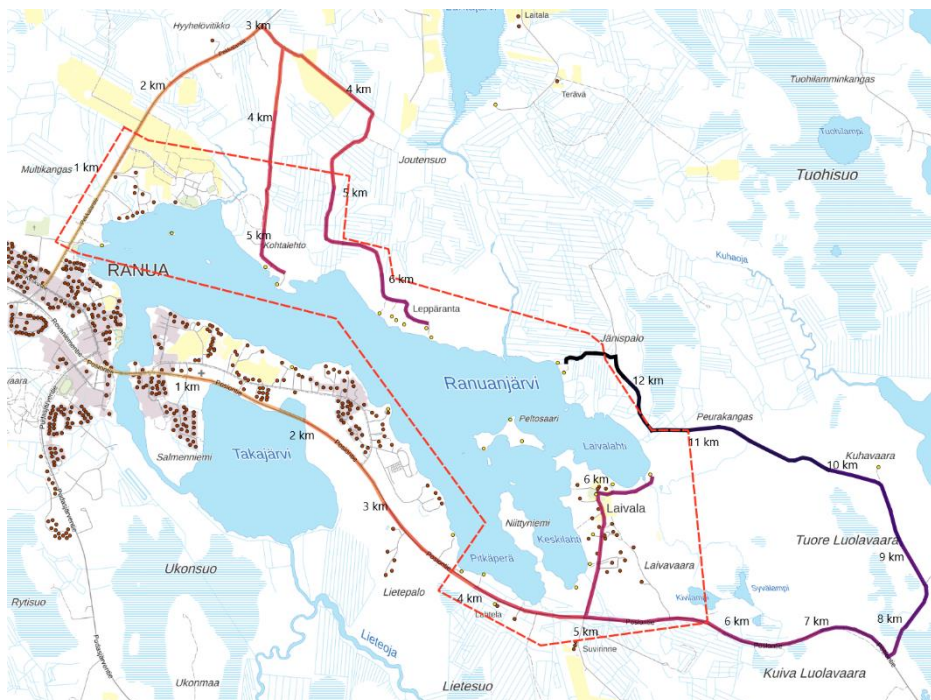 3 km
Laitala
Hyyhelövitikko
2 km
4 km
Terävä
Tuohilamminkangas
4 km
Tuohilampi
Joutensuo
Multikangas
1 km
Tuohisuo
5 km
5 km
Kohtalehto
Kuhaoja
RANUA
6 km
Leppäranta
Jänispalo
Rovaniementie
12 km
Ranuanjärvi
1 km
Peltosaari
Peurakangas
2 km
11 km
Laivalahti
Salmenniemi
Takajärvi
10 km
Kuhavaara
6 km
3 km
Laivala
Niittyniemi
Tuore Luolavaara
Keskilahti
9 km
Pitkäperä
Ukonsuo
Laivavaara
Lietepalo
Syvälampi
Kivilampi
Rytisuo
4 km
Lattela
6 km
7 km
8 km
5 km
Lieteoja
Suvirinne
Ukonmaa
Lietesuo
Kuiva Luolavaara